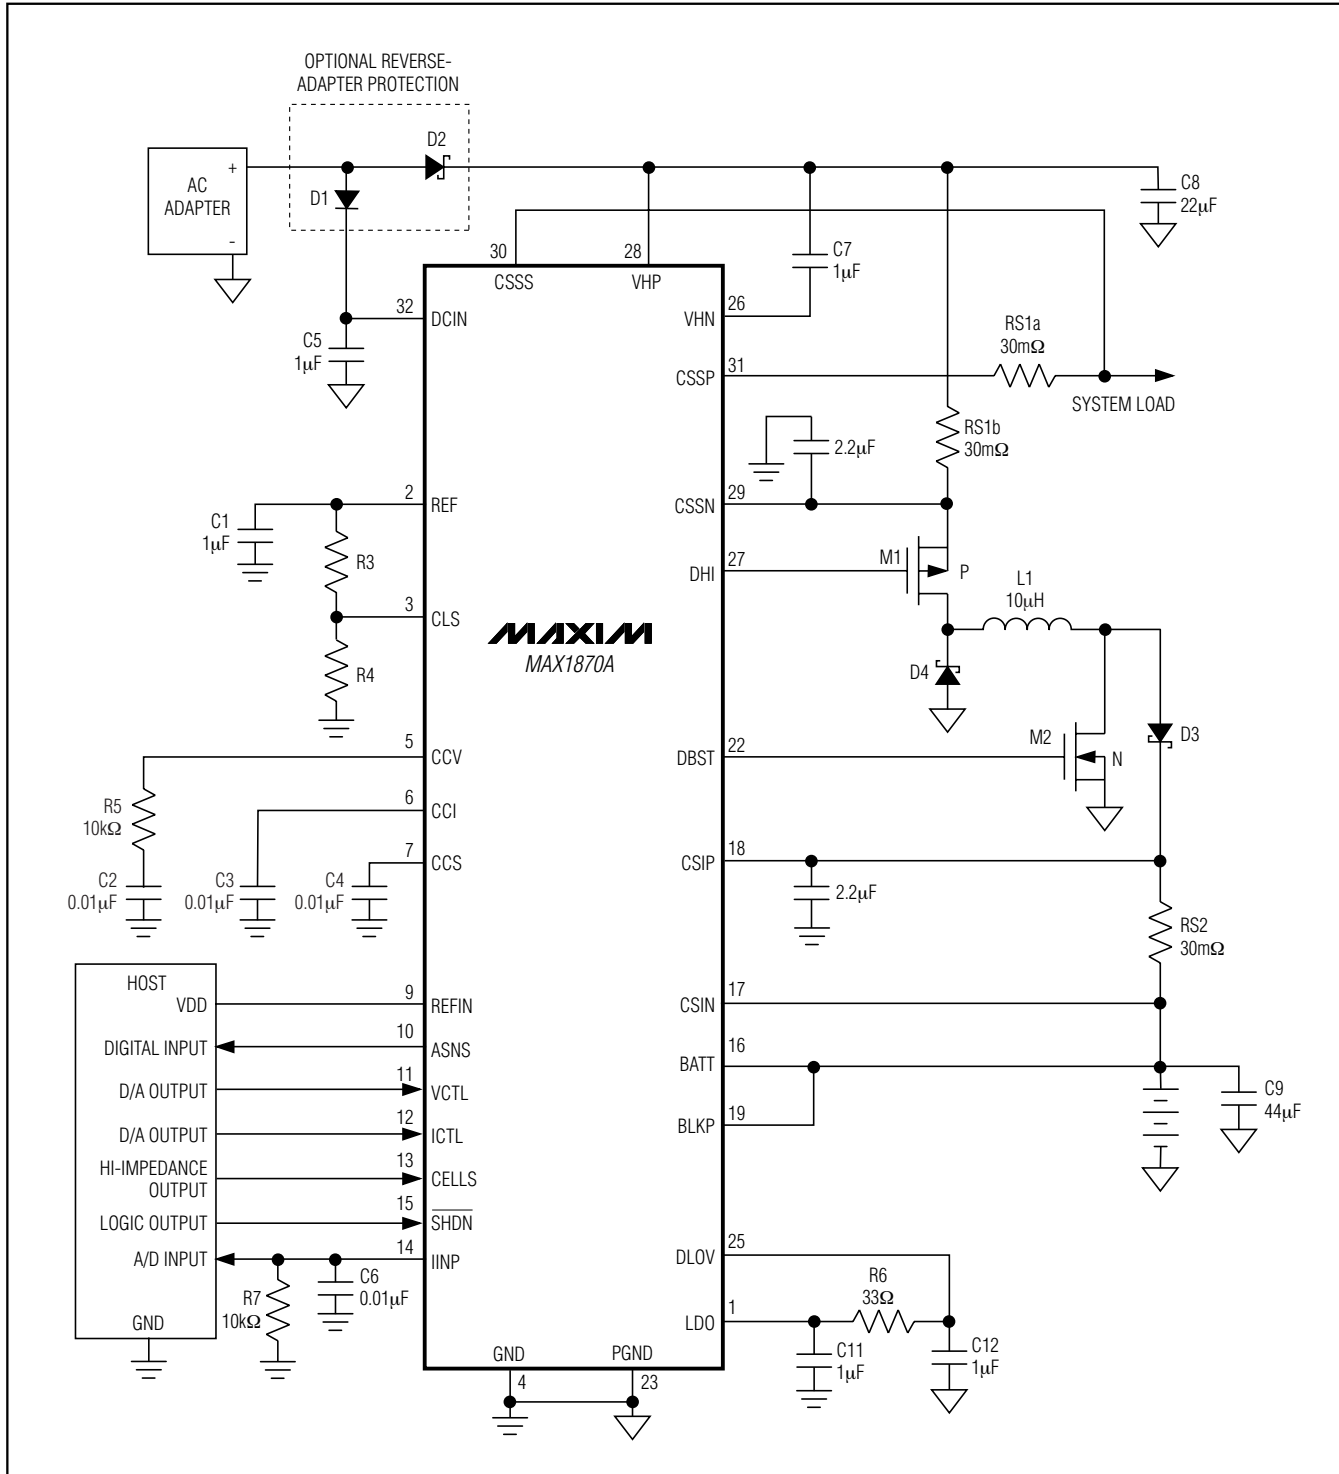 OPTIONAL REVERSE-
ADAPTER PROTECTION
D2
+
AC
ADAPTER
-
D1
C8
22µF
30
CSSS
28
VHP
C7
1µF
32
DCIN
26
VHN
C5
1µF
RS1a
30mΩ
31
CSSP
SYSTEM LOAD
RS1b
30mΩ
2.2µF
2
REF
29
CSSN
C1
1µF
R3
M1
P
27
DHI
L1
10µH
3
CLS
MAXIM
MAX1870A
R4
D4
5
CCV
22
DBST
M2
N
D3
R5
10kΩ
6
CCI
7
CCS
18
CSIP
C2
0.01µF
C3
0.01µF
C4
0.01µF
2.2µF
RS2
30mΩ
HOST
VDD
9
REFIN
17
CSIN
DIGITAL INPUT
10
ASNS
16
BATT
D/A OUTPUT
11
VCTL
C9
44µF
D/A OUTPUT
12
ICTL
19
BLKP
HI-IMPEDANCE
OUTPUT
13
CELLS
LOGIC OUTPUT
15
SHDN
A/D INPUT
14
IINP
25
DLOV
C6
0.01µF
R7
10kΩ
R6
33Ω
1
LDO
GND
C11
1µF
C12
1µF
GND
4
PGND
23